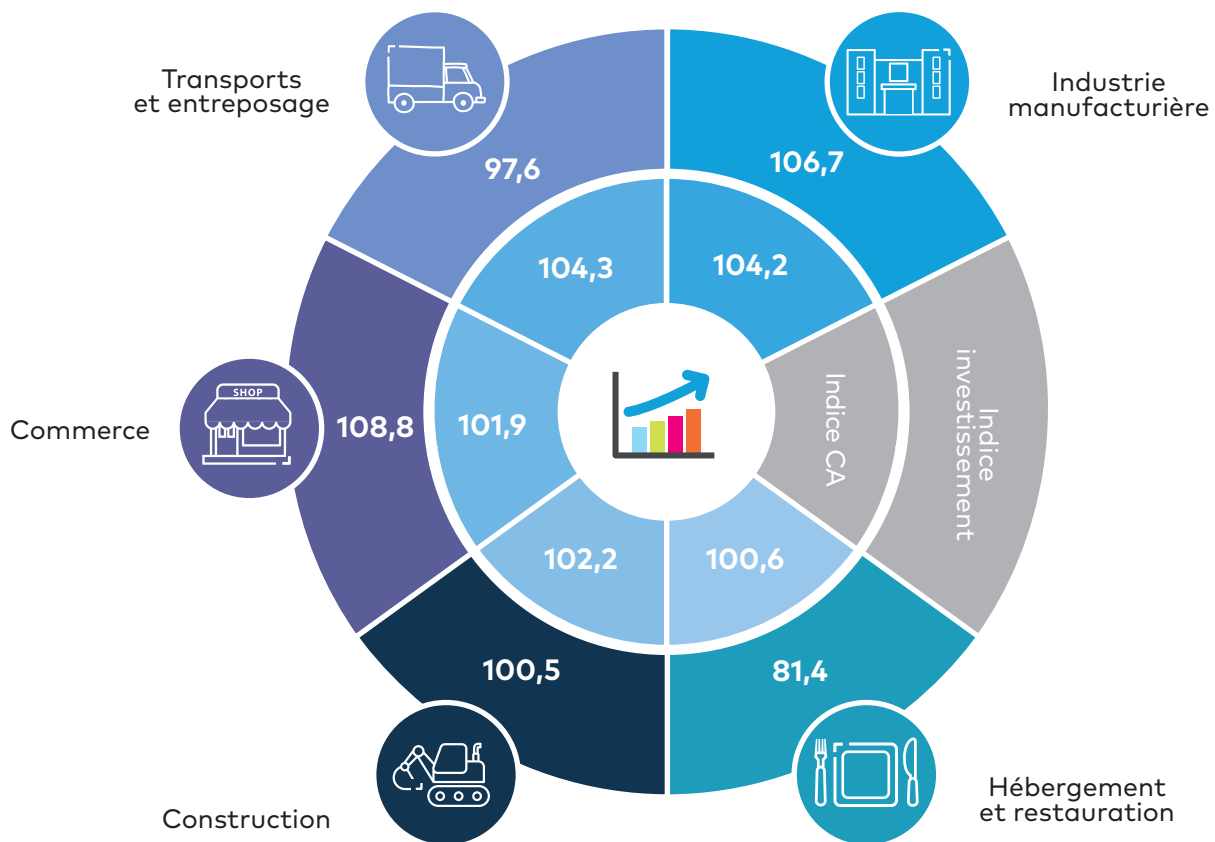 Transports
et entreposage
Industrie
manufacturière
97,6
106,7
104,3
104,2
SHOP
Commerce
108,8
101,9
Indice CA
Indice
investissement
102,2
100,6
100,5
81,4
Construction
Hébergement
et restauration